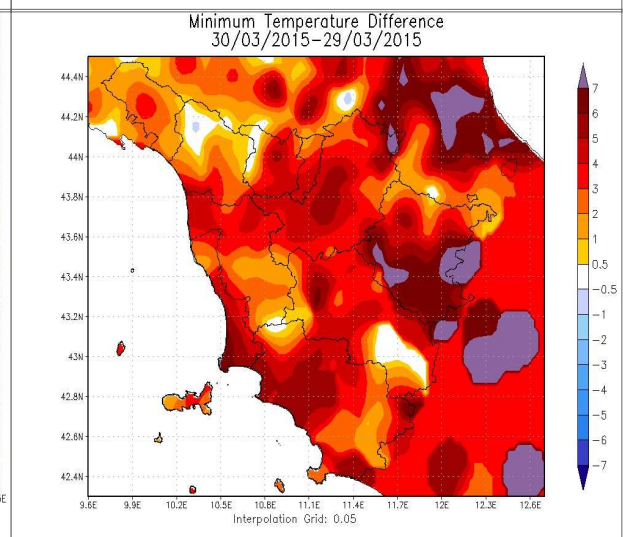 Minimum Temperature Difference
30/03/2015-29/03/2015
44.4N
44.2N
44N
43.8N
43.6N
43.4N
43.2N
43N
42.8N
42.6N
42.4N
9.6E 9.9E 10.2E 10.5E 10.8E 11.1E 11.4E 11.7E 12E 12.3E 12.6E
Interpolation Grid: 0.05
7
6
5
4
3
2
1
0.5
-0.5
-1
-2
-3
-4
-5
-6
-7